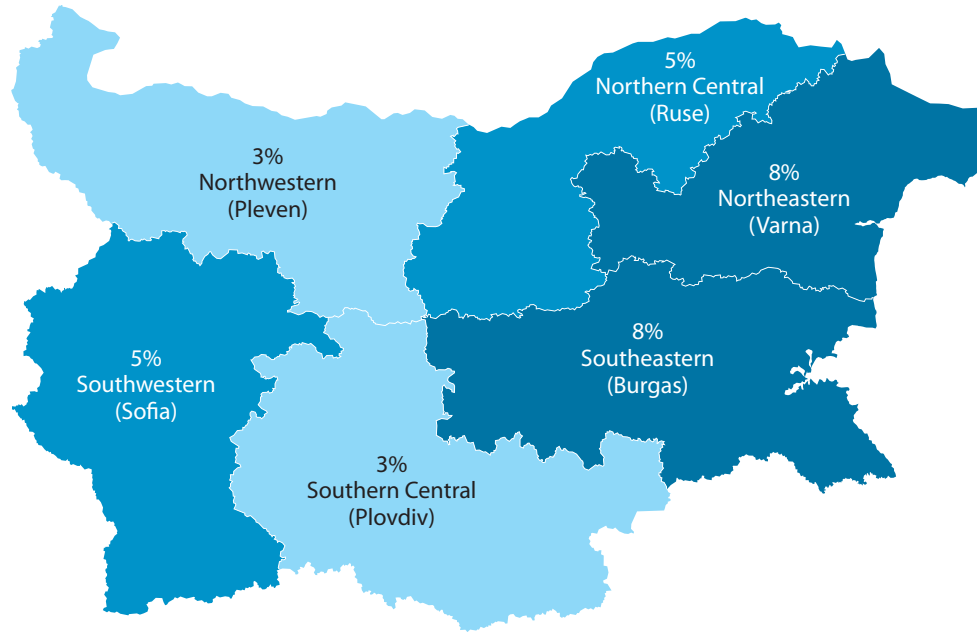 5%
Northern Central
(Ruse)
3%
Northwestern
(Pleven)
8%
Northeastern
(Varna)
8%
Southeastern
(Burgas)
5%
Southwestern
(Sofia)
3%
Southern Central
(Plovdiv)